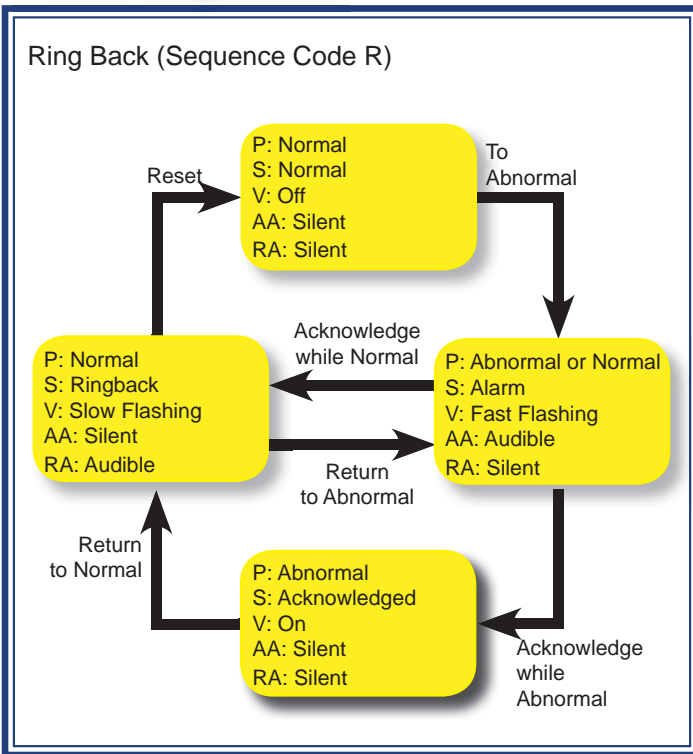 Ring Back (Sequence Code R)
P: Normal
S: Normal
V: Off
AA: Silent
RA: Silent
Reset
To
Abnormal
Acknowledge
while Normal
P: Normal
S: Ringback
V: Slow Flashing
AA: Silent
RA: Audible
P: Abnormal or Normal
S: Alarm
V: Fast Flashing
AA: Audible
RA: Silent
Return
to Abnormal
Return
to Normal
P: Abnormal
S: Acknowledged
V: On
AA: Silent
RA: Silent
Acknowledge
while
Abnormal